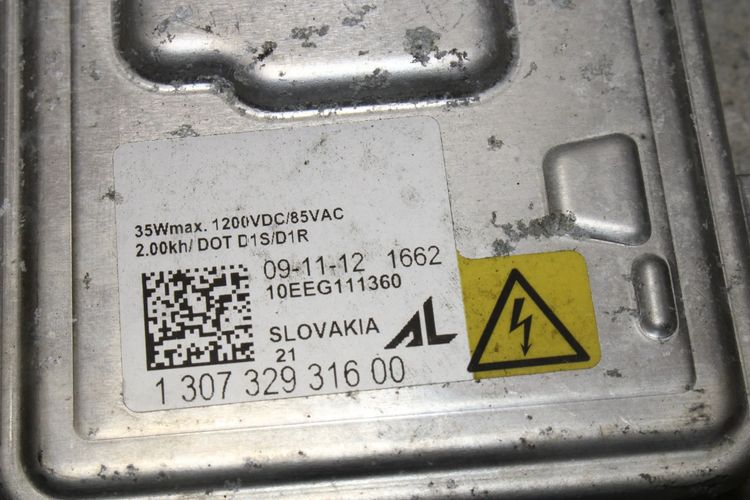 35Wmax. 1200VDC/85VAC
2.00kh/ DOT D1S/D1R
09-11-12 1662
10EEG111360
SLOVAKIA AL
21
1 307 329 316 00